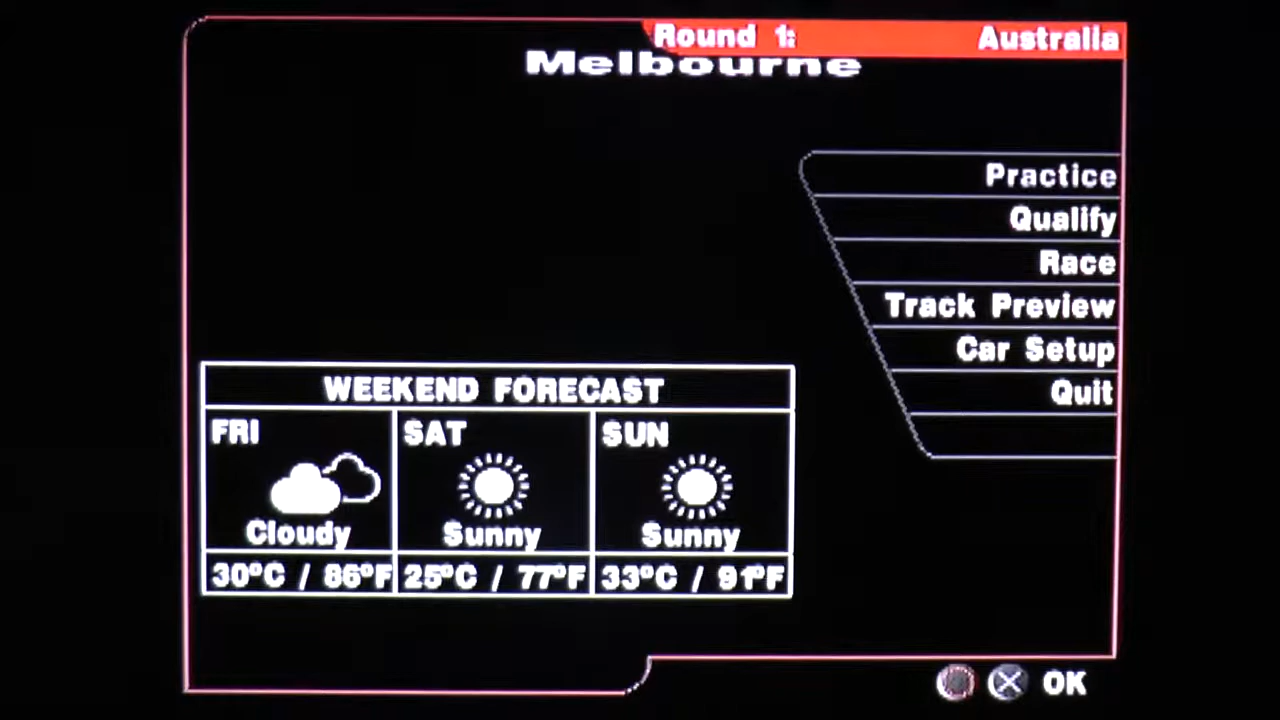 Round 1: Australia
Melbourne
Practice
Qualify
Race
Track Preview
Car Setup
Quit
WEEKEND FORECAST
FRI SAT SUN
Cloudy Sunny Sunny
30°C / 86°F 25°C / 77°F 33°C / 91°F
OK